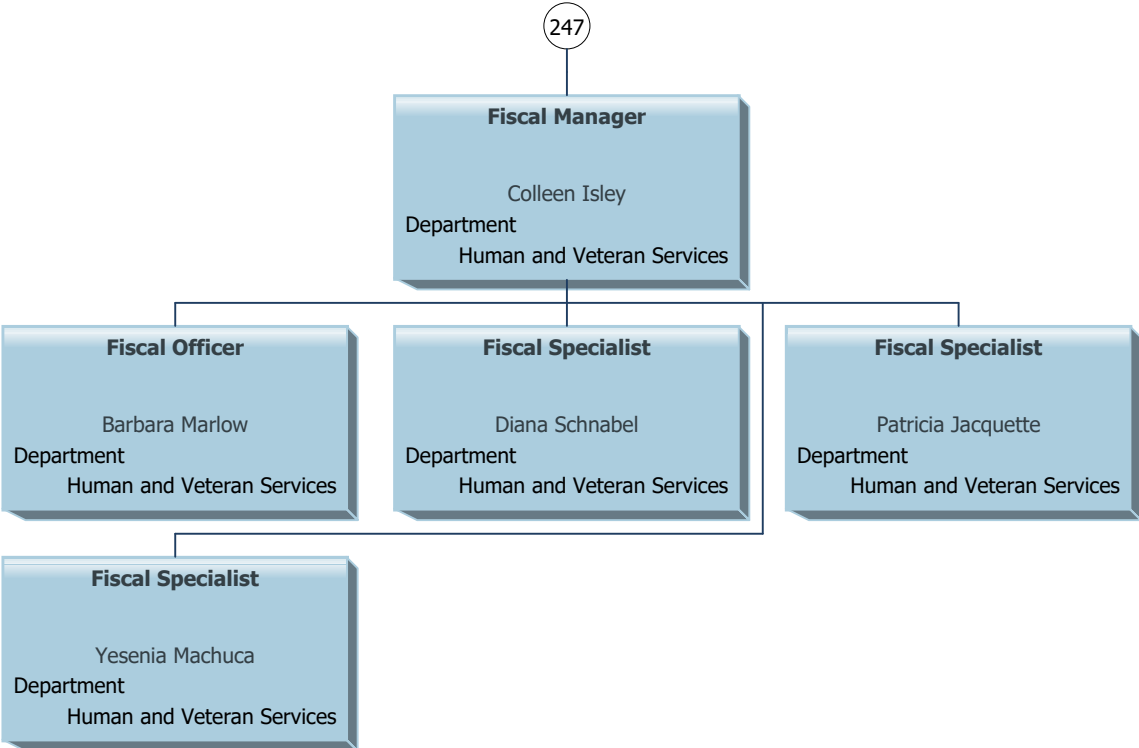 247
Fiscal Manager
Colleen Isley
Department
Human and Veteran Services
Fiscal Officer
Barbara Marlow
Department
Human and Veteran Services
Fiscal Specialist
Diana Schnabel
Department
Human and Veteran Services
Fiscal Specialist
Patricia Jacquette
Department
Human and Veteran Services
Fiscal Specialist
Yesenia Machuca
Department
Human and Veteran Services